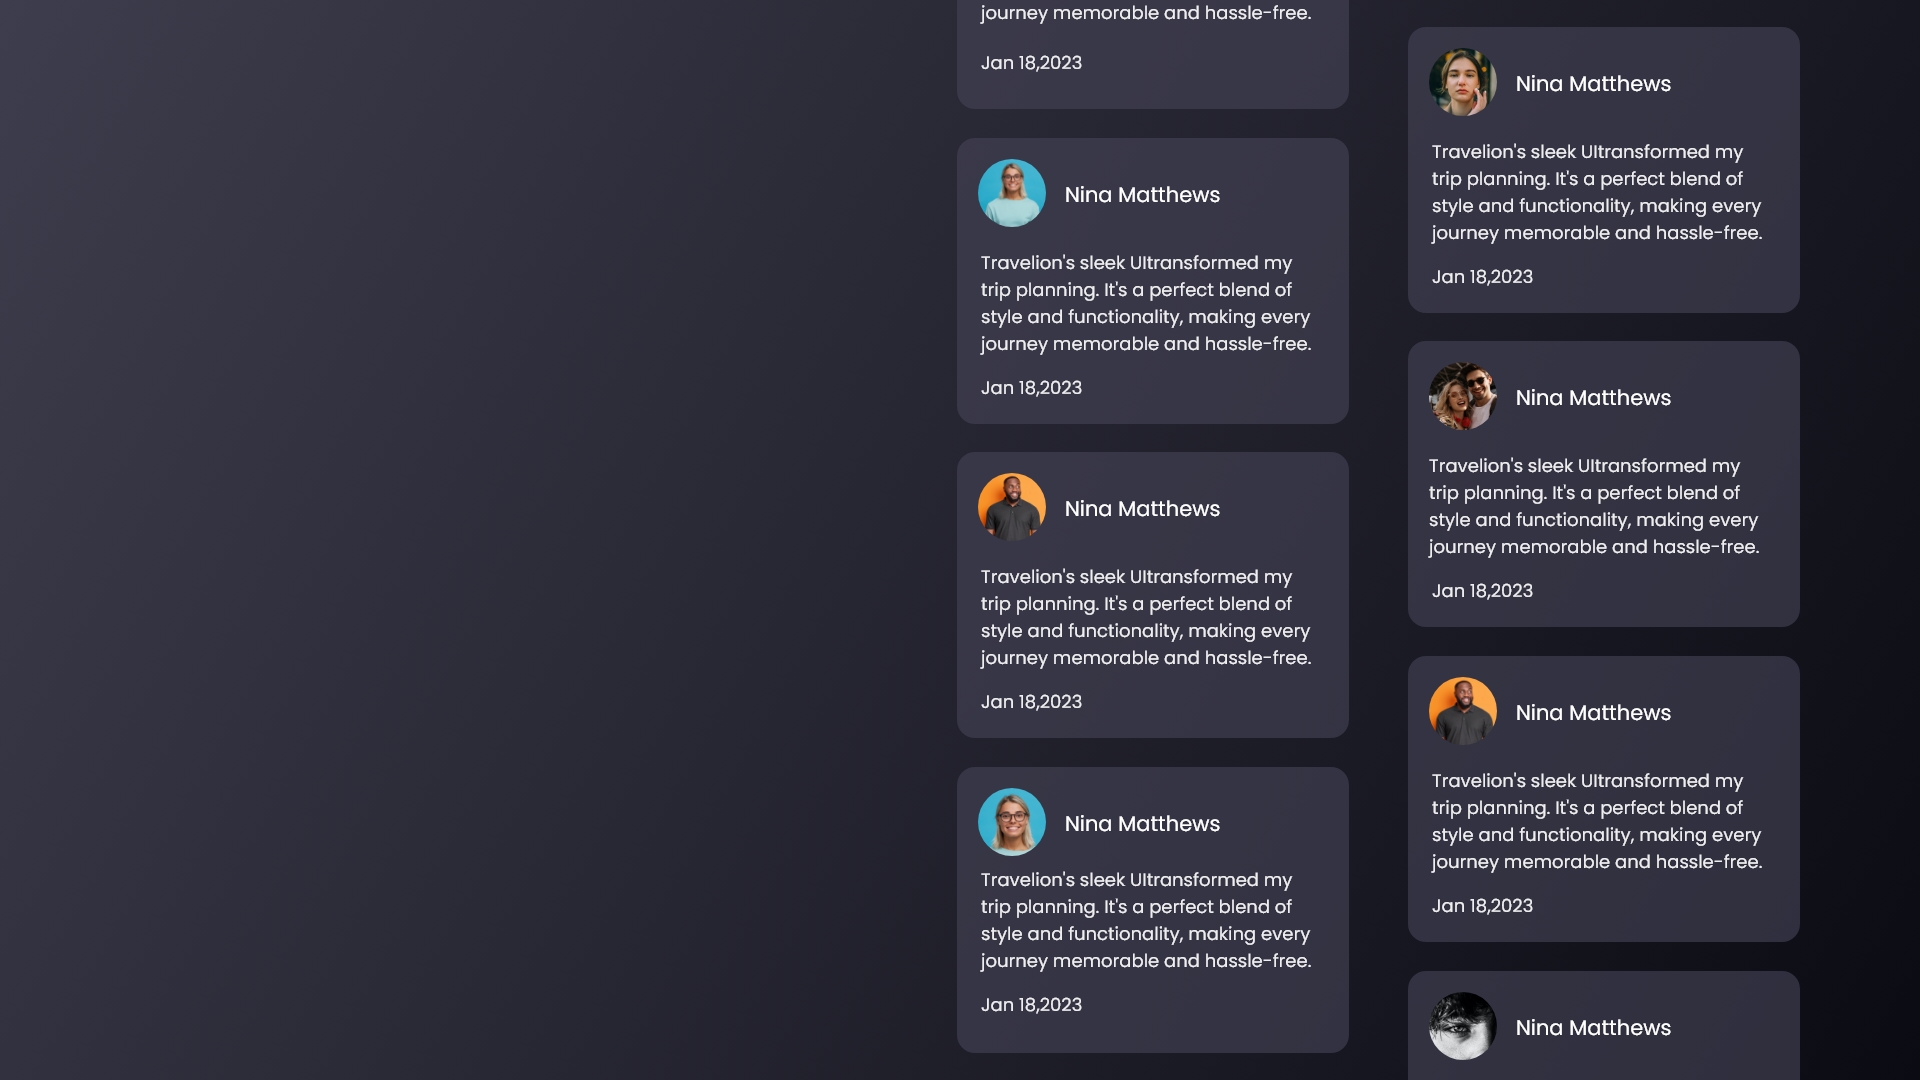 journey memorable and hassle-free.
Jan 18,2023
Nina Matthews
Travelion's sleek UItransformed my
trip planning. It's a perfect blend of
style and functionality, making every
journey memorable and hassle-free.
Jan 18,2023
Nina Matthews
Travelion's sleek UItransformed my
trip planning. It's a perfect blend of
style and functionality, making every
journey memorable and hassle-free.
Jan 18,2023
Nina Matthews
Travelion's sleek UItransformed my
trip planning. It's a perfect blend of
style and functionality, making every
journey memorable and hassle-free.
Jan 18,2023
Nina Matthews
Travelion's sleek UItransformed my
trip planning. It's a perfect blend of
style and functionality, making every
journey memorable and hassle-free.
Jan 18,2023
Nina Matthews
Travelion's sleek UItransformed my
trip planning. It's a perfect blend of
style and functionality, making every
journey memorable and hassle-free.
Jan 18,2023
Nina Matthews
Travelion's sleek UItransformed my
trip planning. It's a perfect blend of
style and functionality, making every
journey memorable and hassle-free.
Jan 18,2023
Nina Matthews